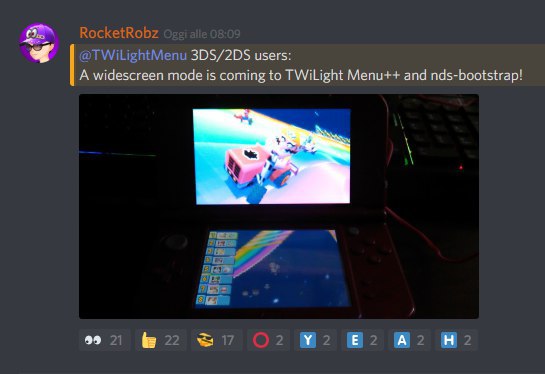 RocketRobz Oggi alle 08:09
@TWiLightMenu 3DS/2DS users:
A widescreen mode is coming to TWiLight Menu++ and nds-bootstrap!
21 22 17 2 Y 2 E 2 A 2 H 2